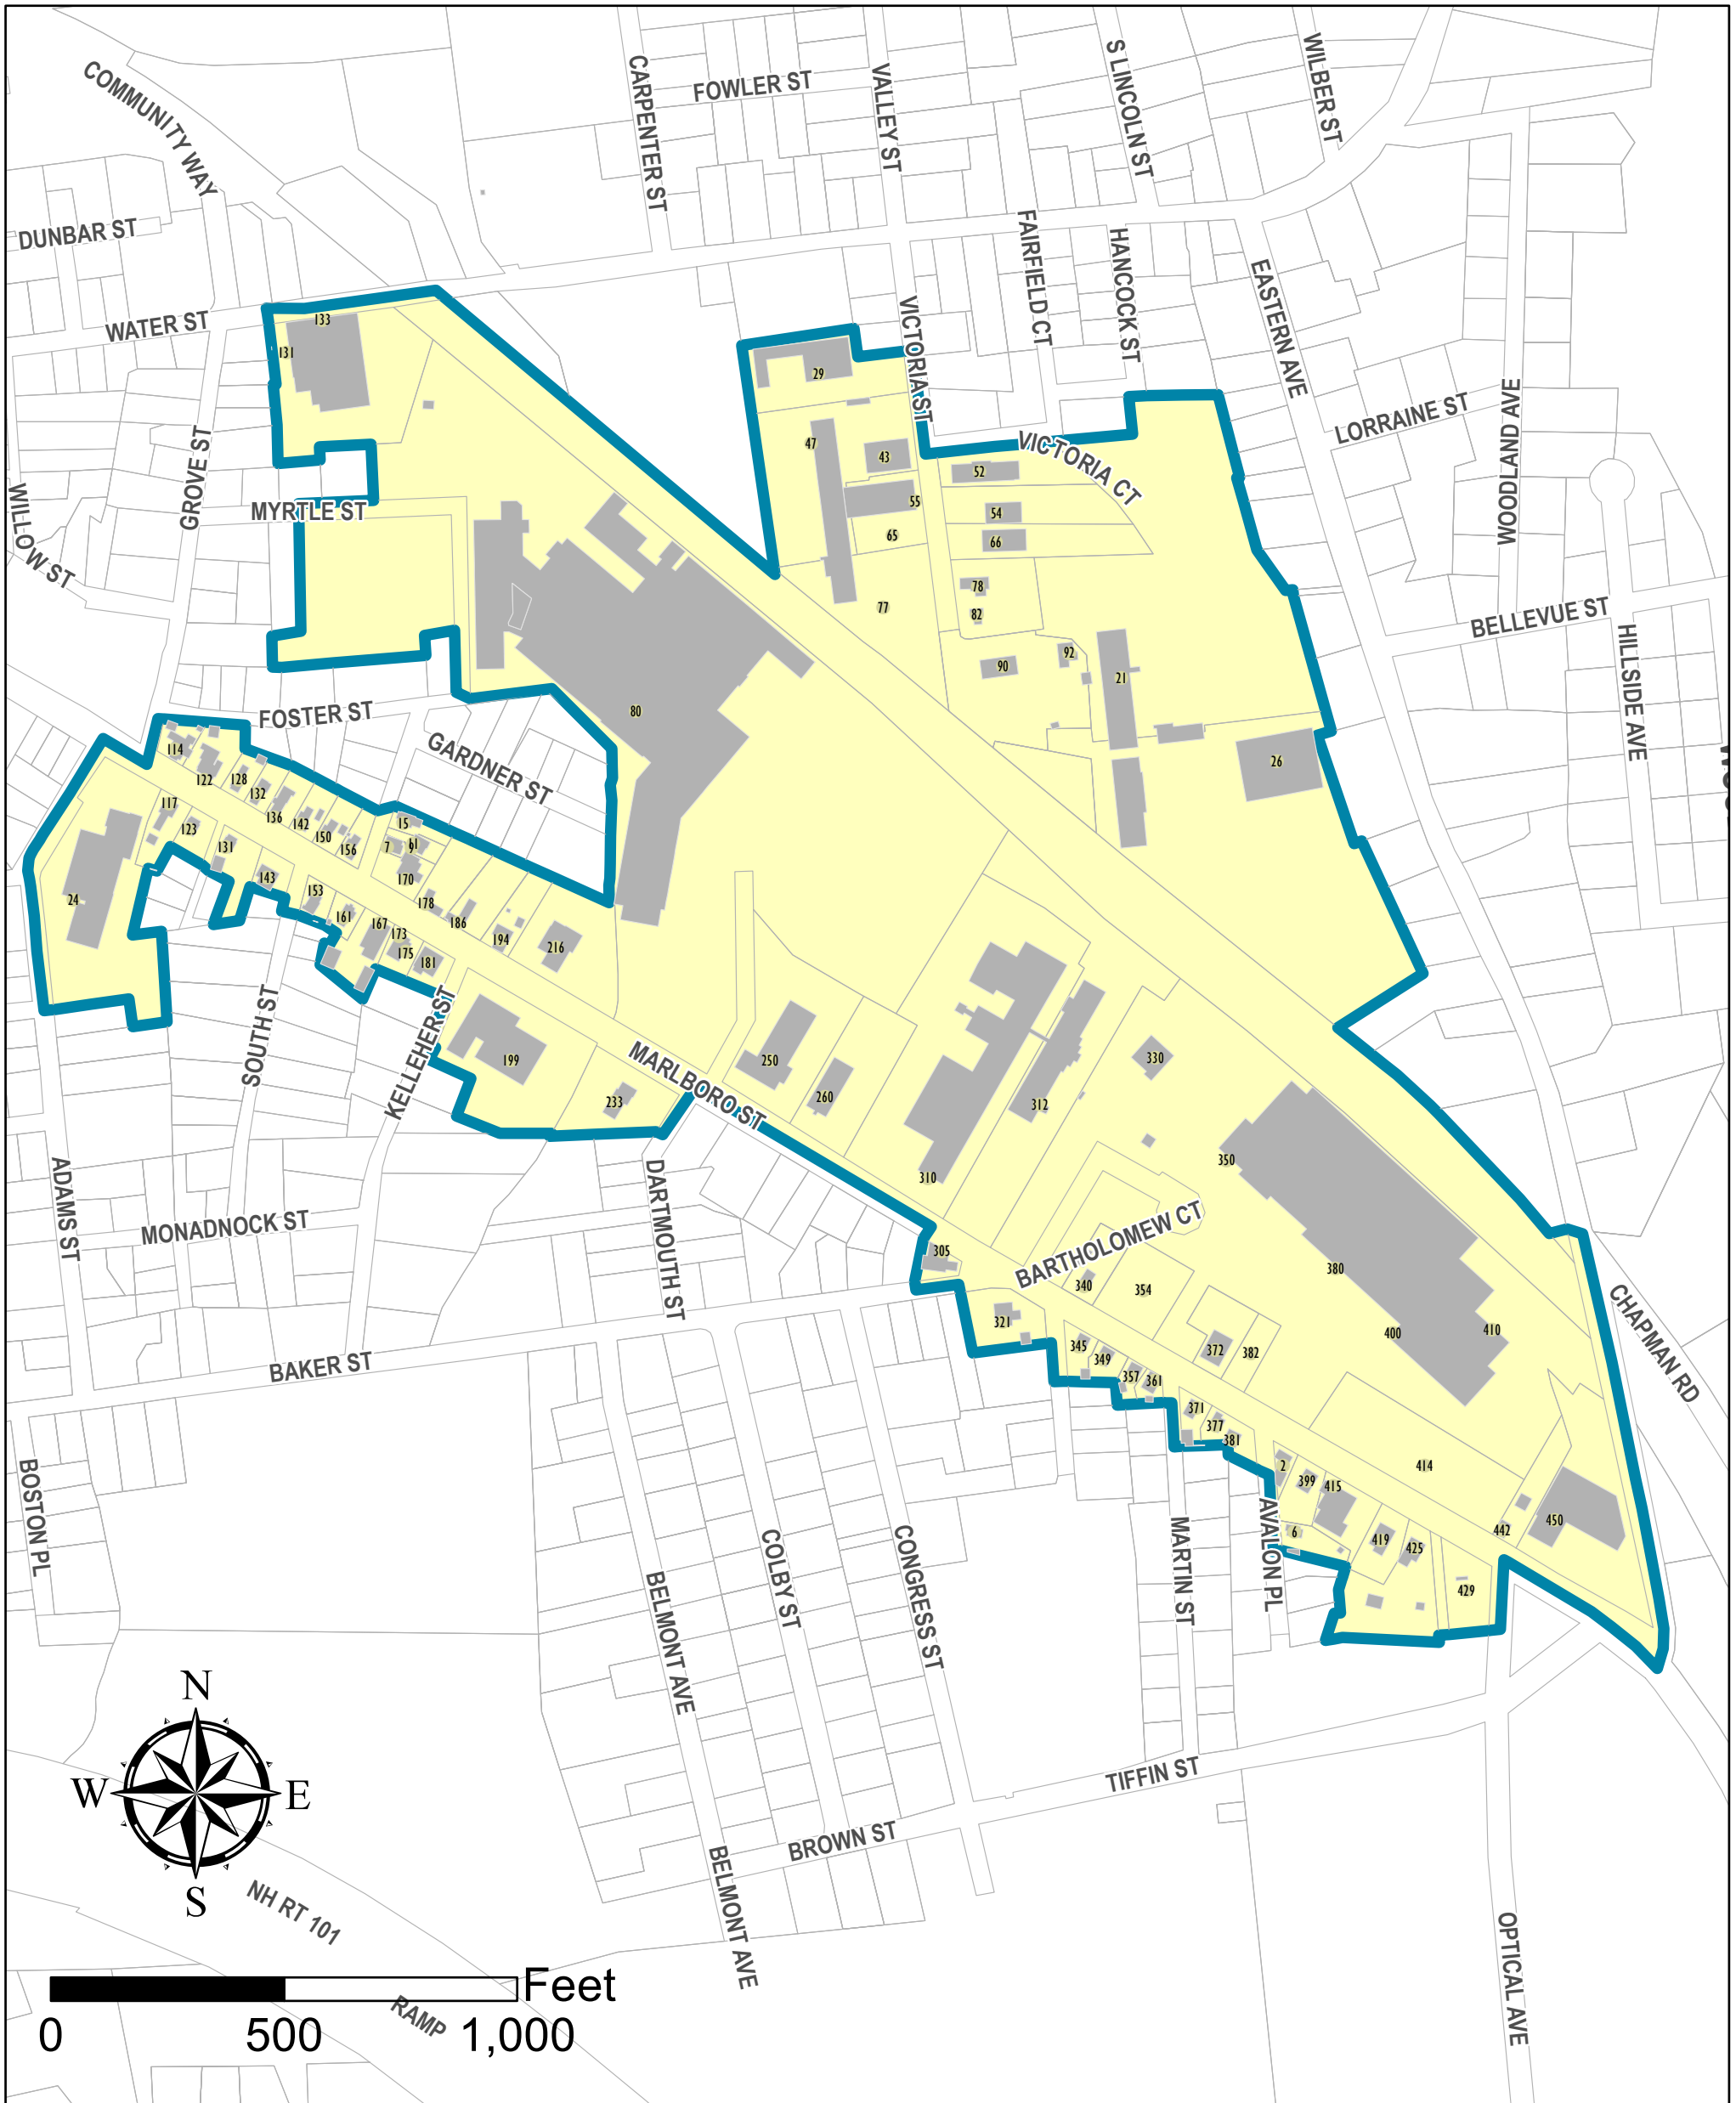 COMMUNITY WAY
CARPENTER ST
FOWLER ST
VALLEY ST
S LINCOLN ST
WILBER ST
DUNBAR ST
WATER ST
133
131
VICTORIA ST
FAIRFIELD CT
HANCOCK ST
EASTERN AVE
29
LORRAINE ST
WOODLAND AVE
GROVE ST
47
43
52
VICTORIA CT
WILLOW ST
MYRTLE ST
55
54
65
66
78
77
82
BELLEVUE ST
HILLSIDE AVE
92
90
21
FOSTER ST
80
GARDNER ST
26
114
122
128
132
136
142
150
156
117
123
131
143
15
11
7
9
170
178
186
194
216
24
153
161
167
173
175
181
SOUTH ST
KELLEHER ST
199
233
MARLBORO ST
250
260
312
330
310
350
ADAMS ST
MONADNOCK ST
DARTMOUTH ST
BARTHOLOMEW CT
305
340
354
380
CHAPMAN RD
321
345
349
357
361
372
382
400
410
BAKER ST
371
377
381
BOSTON PL
2
399
415
414
6
419
425
442
450
429
AVALON PL
MARTIN ST
BELMONT AVE
COLBY ST
CONGRESS ST
N
W
E
S
TIFFIN ST
BROWN ST
BELMONT AVE
NH RT 101
OPTICAL AVE
RAMP
Feet
0 500 1,000